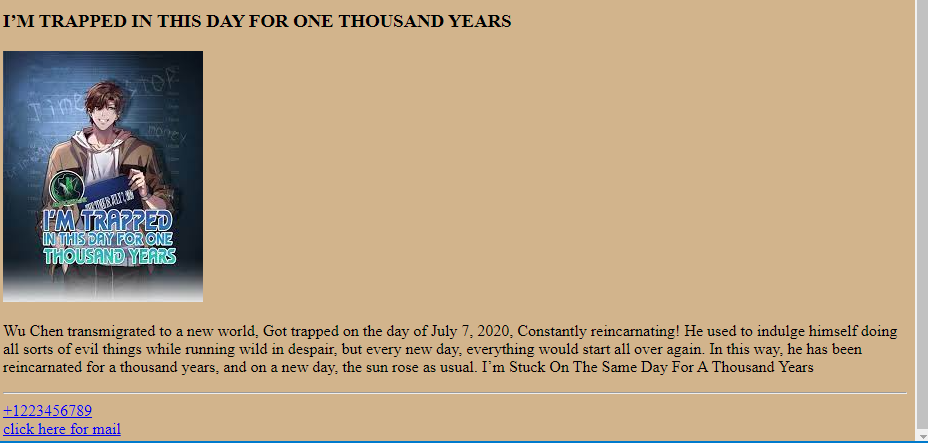 I’M TRAPPED IN THIS DAY FOR ONE THOUSAND YEARS
Time STOP
money
I'M TRAPPED
IN THIS DAY FOR ONE
THOUSAND YEARS
Wu Chen transmigrated to a new world, Got trapped on the day of July 7, 2020, Constantly reincarnating! He used to indulge himself doing
all sorts of evil things while running wild in despair, but every new day, everything would start all over again. In this way, he has been
reincarnated for a thousand years, and on a new day, the sun rose as usual. I’m Stuck On The Same Day For A Thousand Years
+1223456789
click here for mail